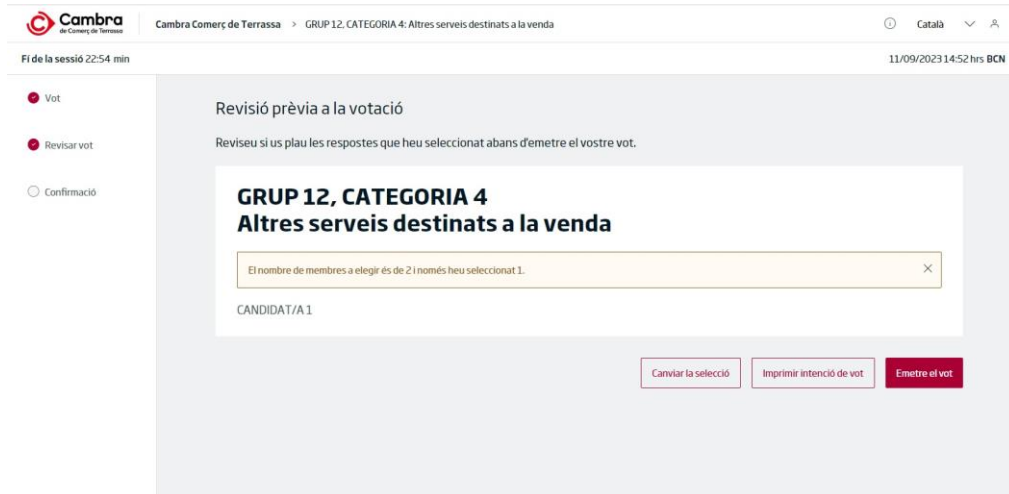 Cambra
de Comerç de Terrassa
Cambra Comerç de Terrassa > GRUP 12, CATEGORIA 4: Altres serveis destinats a la venda
Català
Fí de la sessió 22:54 min
11/09/2023 14:52 hrs BCN
Vot
Revisar vot
Confirmació
Revisió prèvia a la votació
Reviseu si us plau les respostes que heu seleccionat abans d'emetre el vostre vot.
GRUP 12, CATEGORIA 4
Altres serveis destinats a la venda
El nombre de membres a elegir és de 2 i només heu seleccionat 1.
CANDIDAT/A 1
Canviar la selecció
Imprimir intenció de vot
Emetre el vot